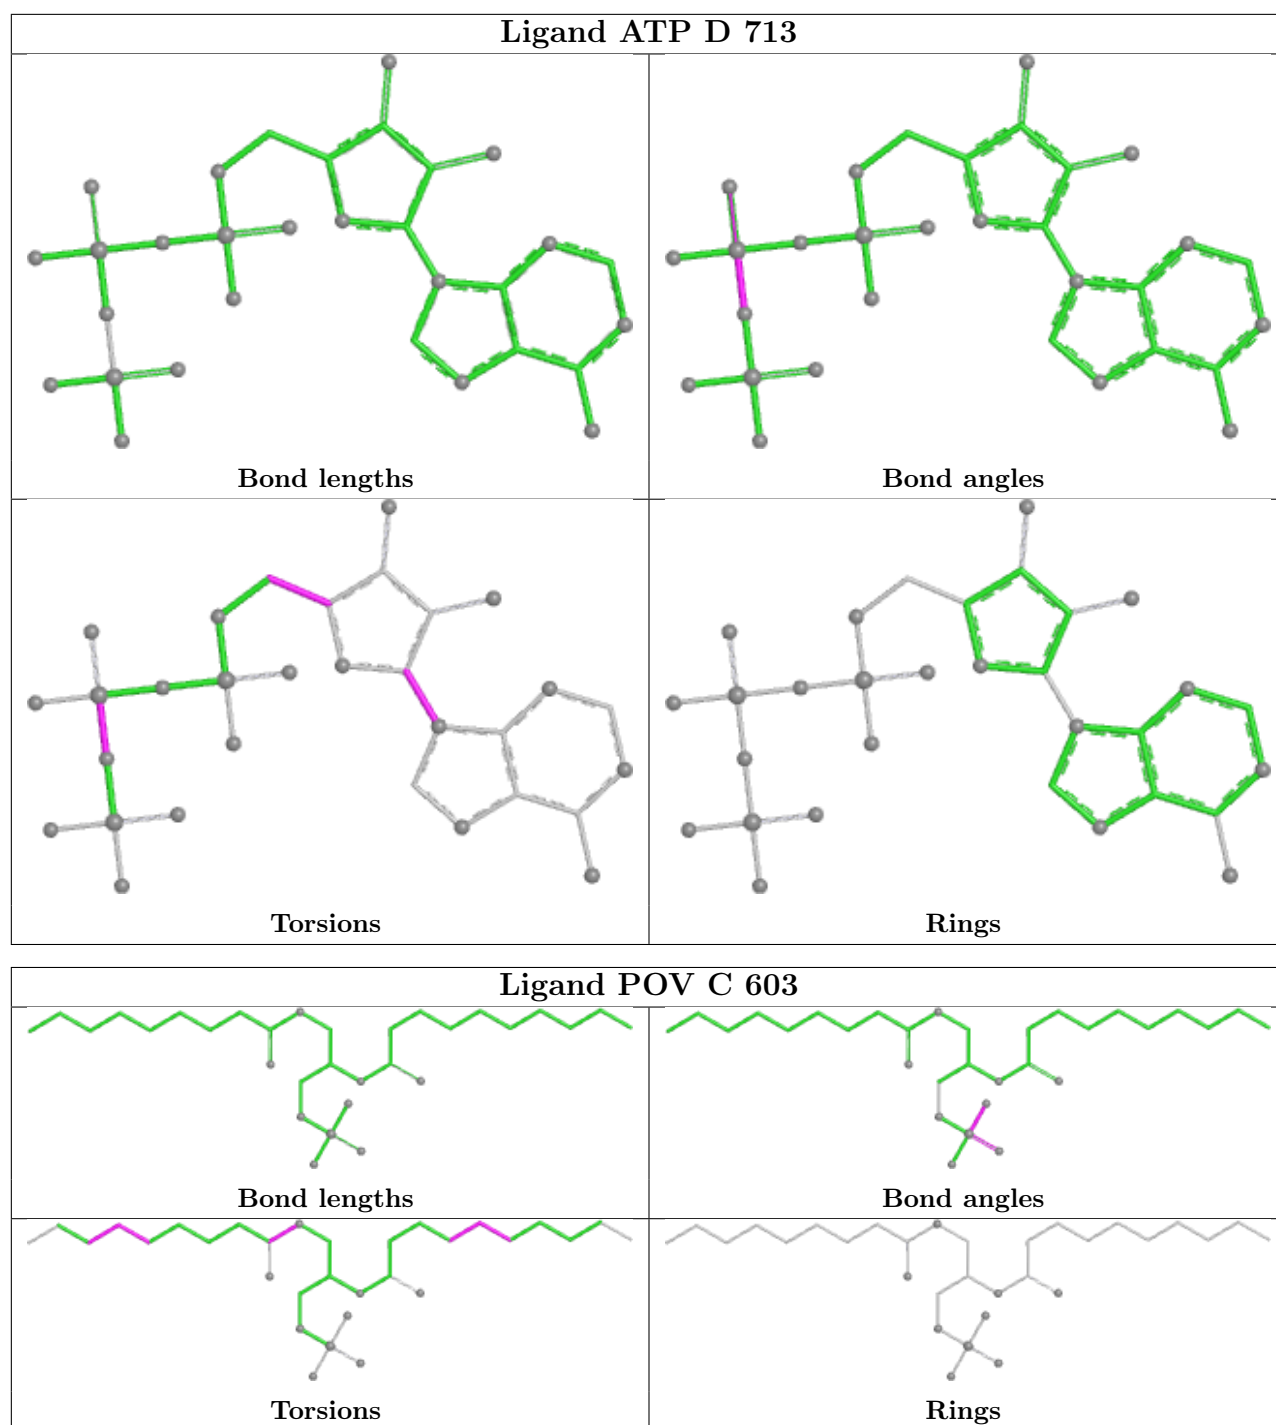 Ligand ATP D 713
Bond lengths
Bond angles
Torsions
Rings
Ligand POV C 603
Bond lengths
Bond angles
Torsions
Rings